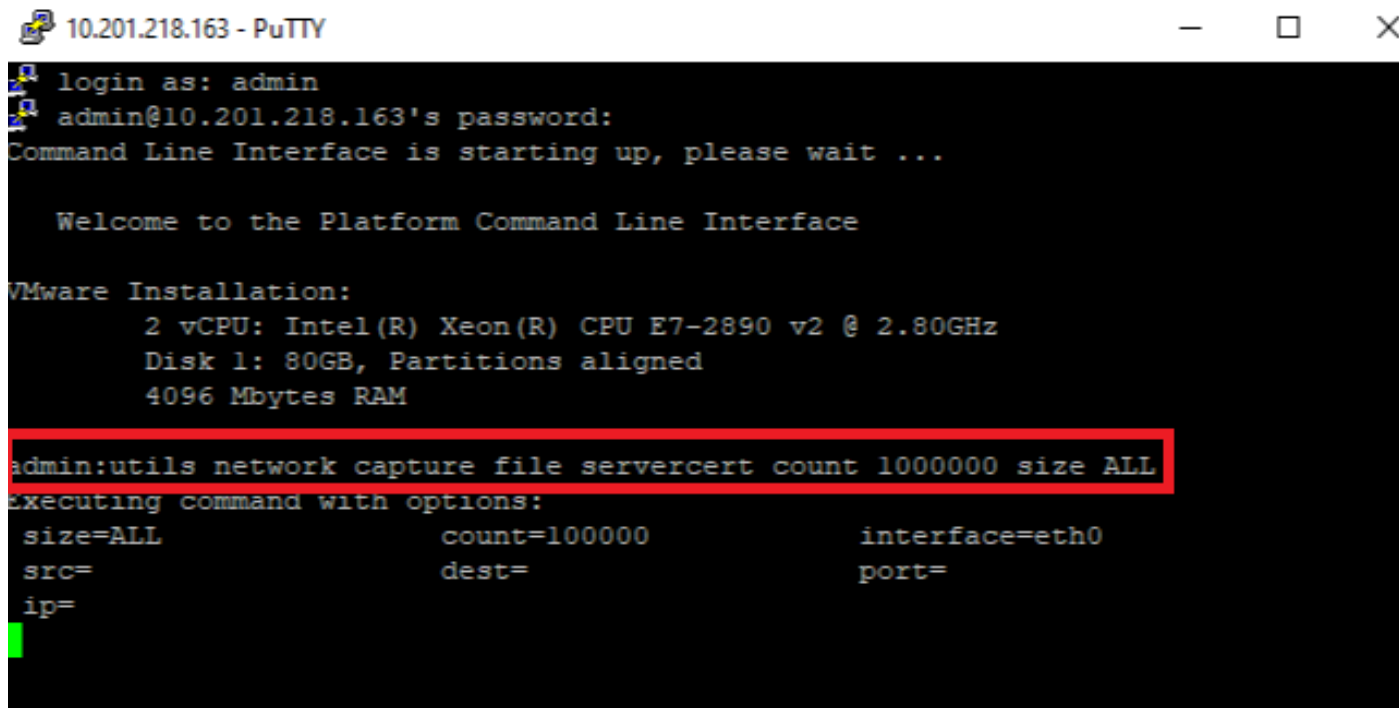 10.201.218.163 - PuTTY
login as: admin
admin@10.201.218.163's password:
Command Line Interface is starting up, please wait ...
Welcome to the Platform Command Line Interface
VMware Installation:
2 vCPU: Intel(R) Xeon(R) CPU E7-2890 v2 @ 2.80GHz
Disk 1: 80GB, Partitions aligned
4096 Mbytes RAM
admin:utils network capture file servercert count 1000000 size ALL
Executing command with options:
size=ALL count=100000 interface=eth0
src= dest= port=
ip=